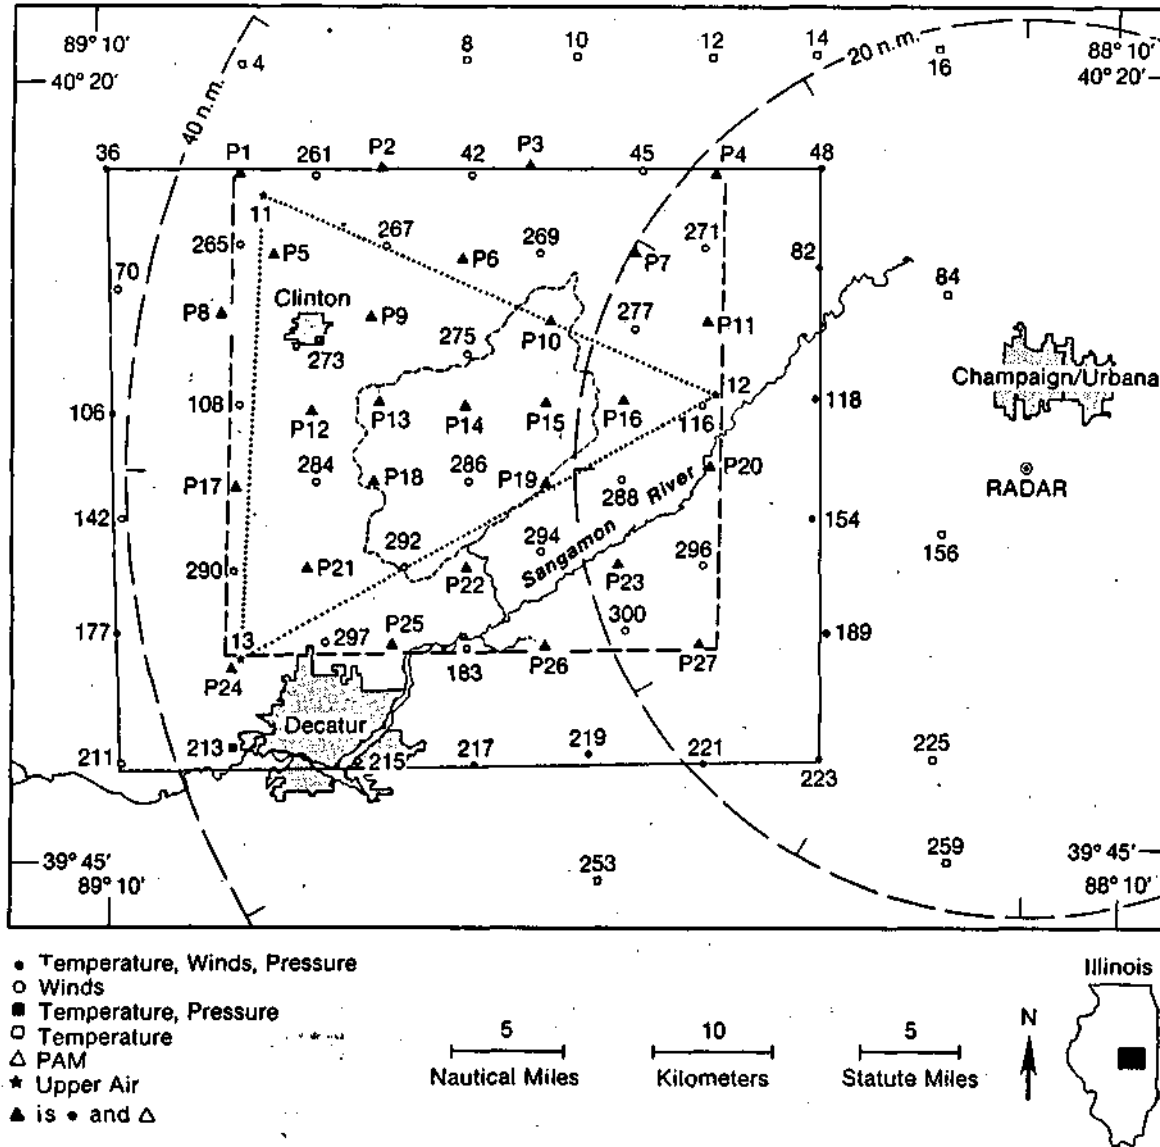 89° 10′
8
10
12
14
88° 10′
40° 20′
4
20 n.m.
16
40° 20′
40 n.m.
36
P1
261
P2
42
P3
45
P4
48
11
265
P5
267
P6
269
P7
271
82
70
84
P8
Clinton
P9
275
P10
277
P11
273
12
Champaign/Urbana
106
108
P12
P13
P14
P15
P16
116
118
284
286
P17
P18
P19
288
P20
RADAR
142
292
294
Sangamon River
296
154
156
290
P21
P22
P23
177
13
297
P25
300
189
P24
183
P26
P27
213
Decatur
219
211
215
217
221
225
223
39° 45′
253
259
39° 45′
89° 10′
88° 10′
• Temperature, Winds, Pressure
○ Winds
■ Temperature, Pressure
□ Temperature
△ PAM
★ Upper Air
▲ is • and △
5
Nautical Miles
10
Kilometers
5
Statute Miles
N
Illinois